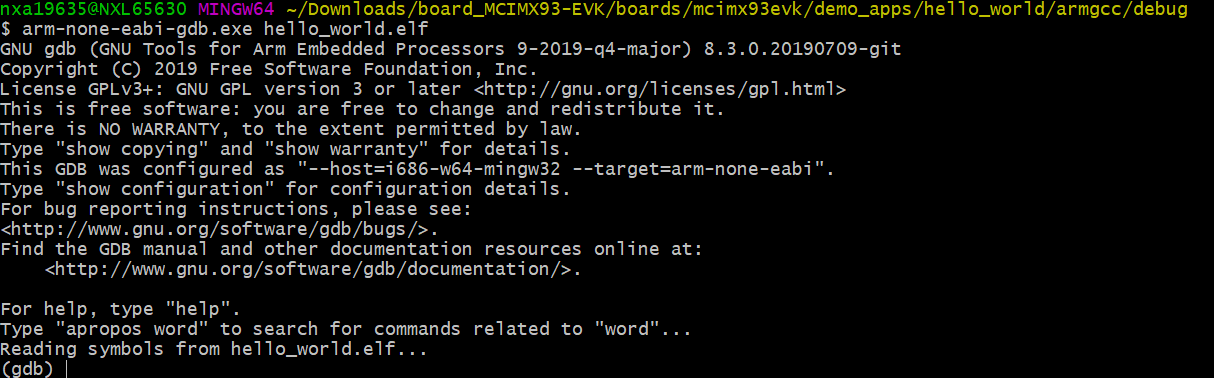 nxa19635@NXL65630 MINGW64 ~/Downloads/board_MCIMX93-EVK/boards/mcimx93evk/demo_apps/hello_world/armgcc/debug
$ arm-none-eabi-gdb.exe hello_world.elf
GNU gdb (GNU Tools for Arm Embedded Processors 9-2019-q4-major) 8.3.0.20190709-git
Copyright (C) 2019 Free Software Foundation, Inc.
License GPLv3+: GNU GPL version 3 or later <http://gnu.org/licenses/gpl.html>
This is free software: you are free to change and redistribute it.
There is NO WARRANTY, to the extent permitted by law.
Type "show copying" and "show warranty" for details.
This GDB was configured as "--host=i686-w64-mingw32 --target=arm-none-eabi".
Type "show configuration" for configuration details.
For bug reporting instructions, please see:
<http://www.gnu.org/software/gdb/bugs/>.
Find the GDB manual and other documentation resources online at:
    <http://www.gnu.org/software/gdb/documentation/>.

For help, type "help".
Type "apropos word" to search for commands related to "word"...
Reading symbols from hello_world.elf...
(gdb)